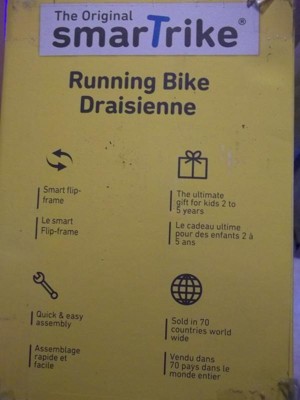 The Original
smarTrike®
Running Bike
Draisienne
Smart flip-
frame
Le smart
Flip-frame
The ultimate
gift for kids 2 to
5 years
Le cadeau ultime
pour des enfants 2 à
5 ans
Quick & easy
assembly
Assemblage
rapide et
facile
Sold in 70
countries world
wide
Vendu dans
70 pays dans le
monde entier